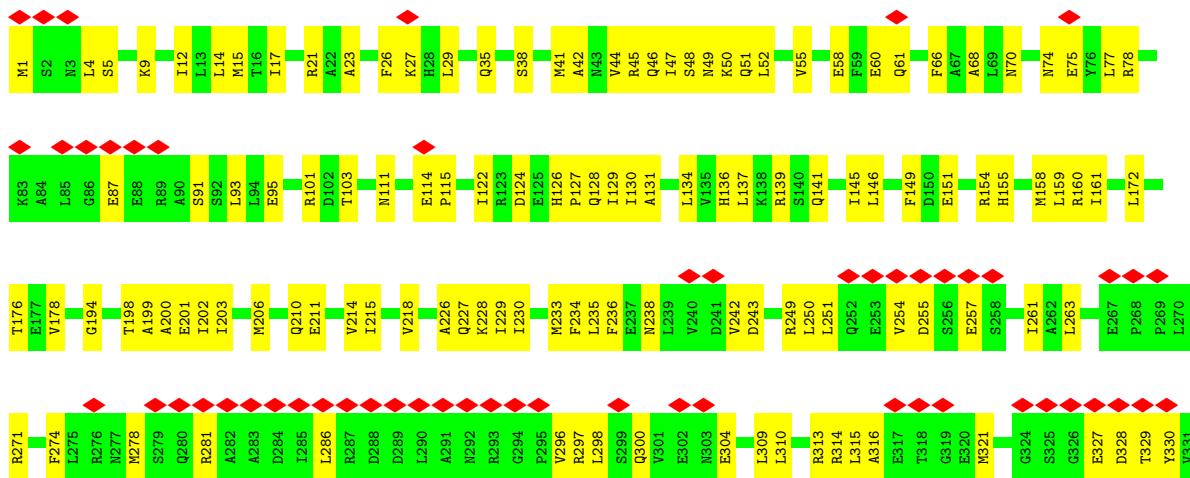 M1 S2 N3 L4 S5 K9 I12 L13 L14 M15 T16 I17 R21 A22 A23 F26 K27 H28 L29 Q35 S38 M41 A42 N43 V44 R45 Q46 I47 S48 N49 K50 Q51 L52 V55 E58 F59 E60 Q61 F66 A67 A68 L69 N70 N74 E75 Y76 L77 R78
K83 A84 L85 G86 E87 E88 R89 A90 S91 S92 L93 L94 E95 R101 D102 T103 N111 E114 P115 I122 R123 D124 E125 H126 P127 Q128 I129 I130 A131 L134 V135 H136 L137 K138 R139 S140 Q141 I145 L146 F149 D150 E151 R154 H155 M158 L159 R160 I161 L172
T176 E177 V178 G194 T198 A199 A200 E201 I202 I203 M206 Q210 E211 V214 I215 V218 A226 Q227 K228 I229 I230 M233 F234 L235 F236 E237 N238 L239 V240 D241 V242 D243 R249 L250 L251 Q252 E253 V254 D255 S256 E257 S258 I261 A262 L263 E267 P268 P269 L270
R271 F274 L275 R276 N277 M278 S279 Q280 R281 A282 A283 D284 I285 L286 R287 D288 D289 L290 A291 N292 R293 G294 P295 V296 R297 L298 S299 Q300 V301 E302 N303 E304 L309 L310 R313 R314 L315 A316 E317 T318 G319 E320 M321 G324 S325 G326 E327 D328 T329 Y330 V331